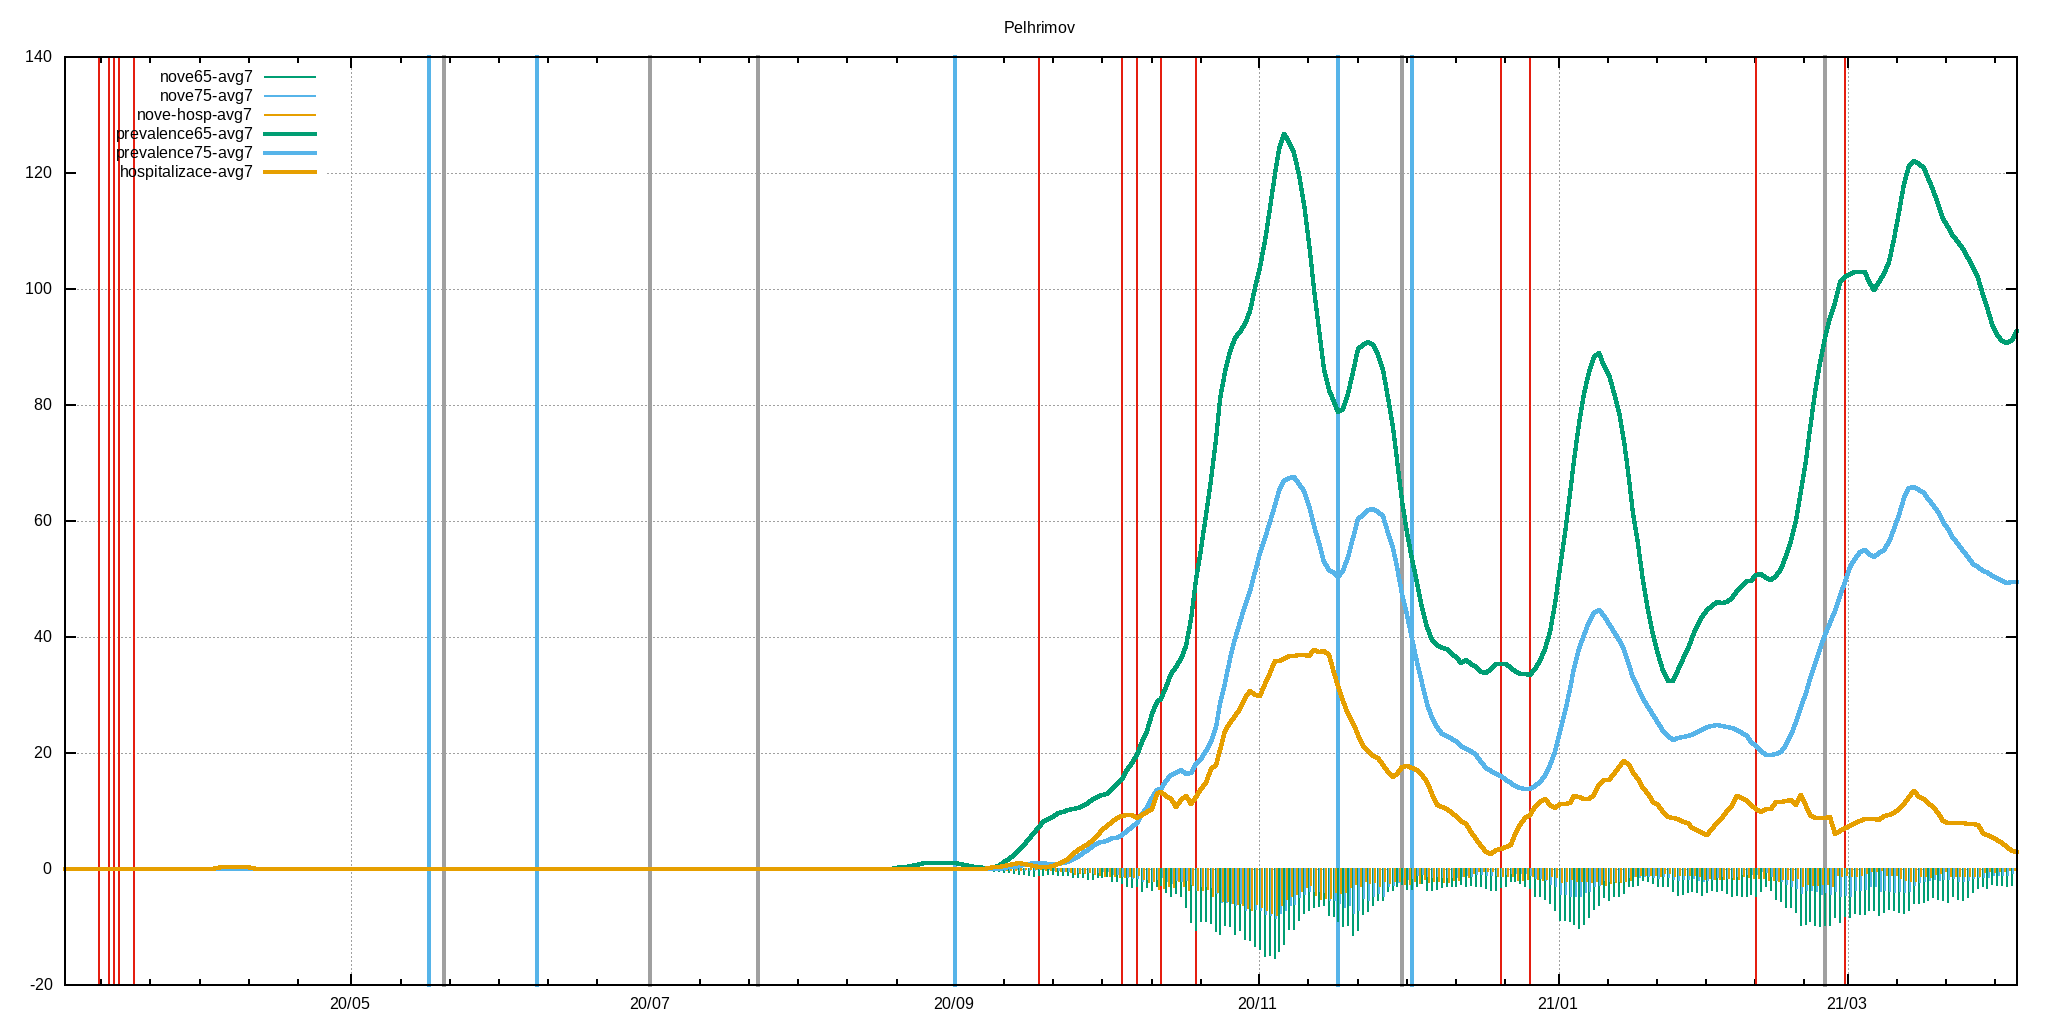 Pelhrimov
140
120
100
80
60
40
20
0
-20
nove65-avg7
nove75-avg7
nove-hosp-avg7
prevalence65-avg7
prevalence75-avg7
hospitalizace-avg7
20/05 20/07 20/09 20/11 21/01 21/03